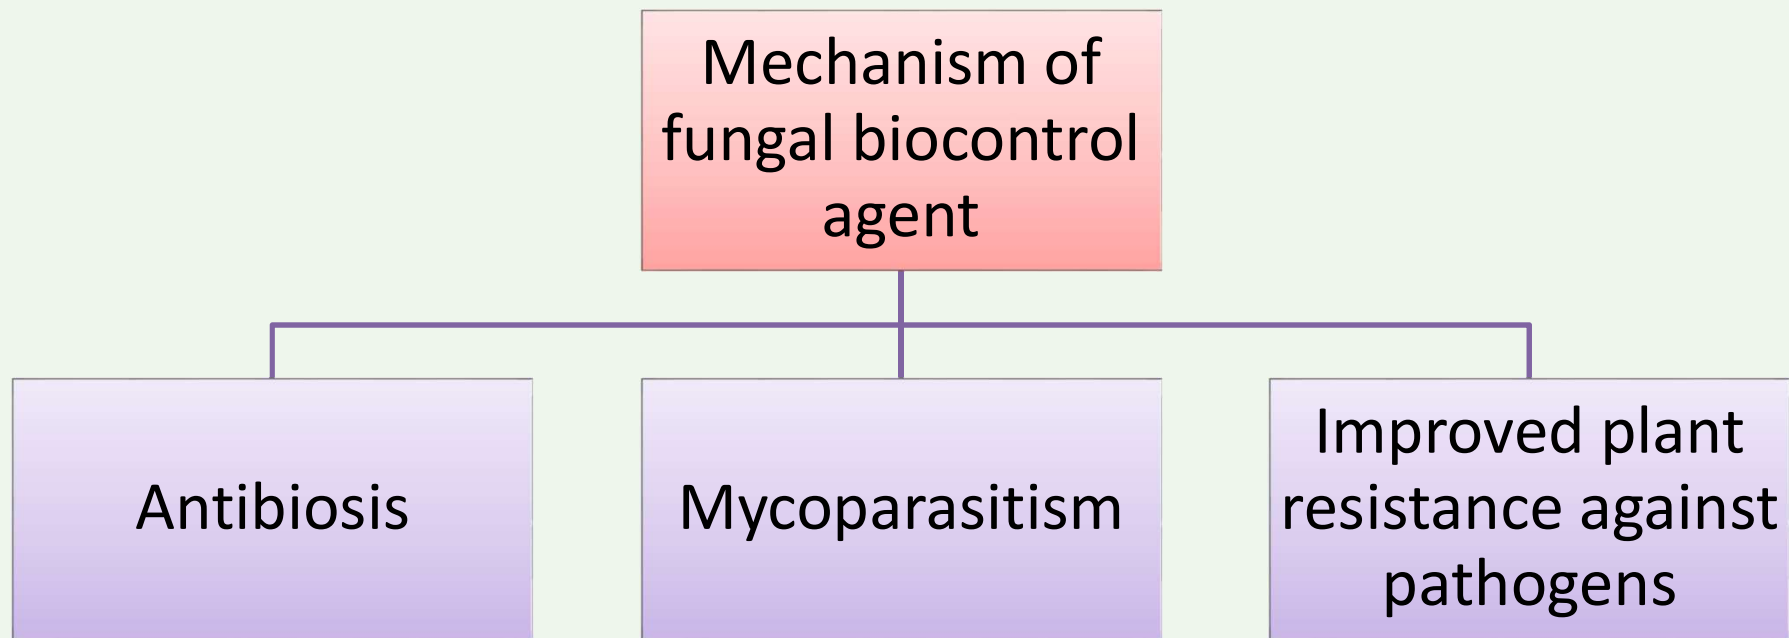 Mechanism of
fungal biocontrol
agent
Antibiosis
Mycoparasitism
Improved plant
resistance against
pathogens